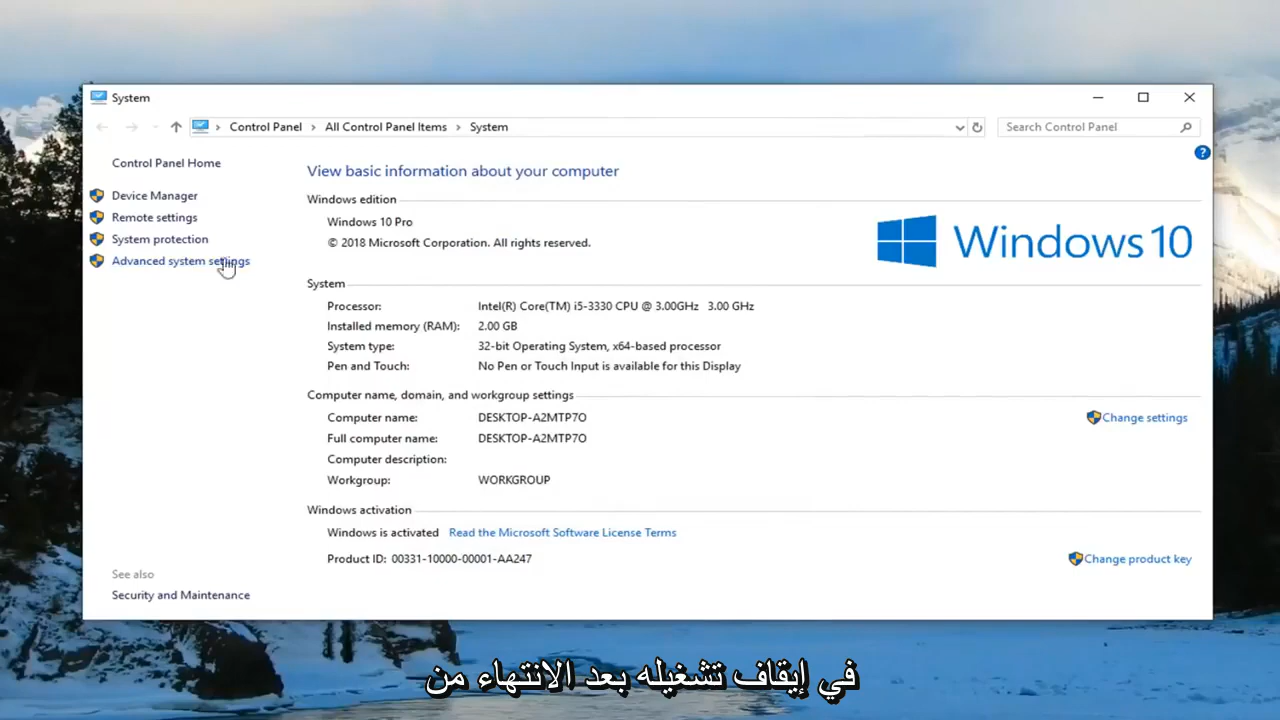 System
Control Panel > All Control Panel Items > System
Search Control Panel
?
Control Panel Home
Device Manager
Remote settings
System protection
Advanced system settings
See also
Security and Maintenance
View basic information about your computer
Windows edition
Windows 10 Pro
© 2018 Microsoft Corporation. All rights reserved.
Windows 10
System
Processor: Intel(R) Core(TM) i5-3330 CPU @ 3.00GHz 3.00 GHz
Installed memory (RAM): 2.00 GB
System type: 32-bit Operating System, x64-based processor
Pen and Touch: No Pen or Touch Input is available for this Display
Computer name, domain, and workgroup settings
Computer name: DESKTOP-A2MTP7O
Change settings
Full computer name: DESKTOP-A2MTP7O
Computer description:
Workgroup: WORKGROUP
Windows activation
Windows is activated Read the Microsoft Software License Terms
Product ID: 00331-10000-00001-AA247
Change product key
في إيقاف تشغيله بعد الانتهاء من